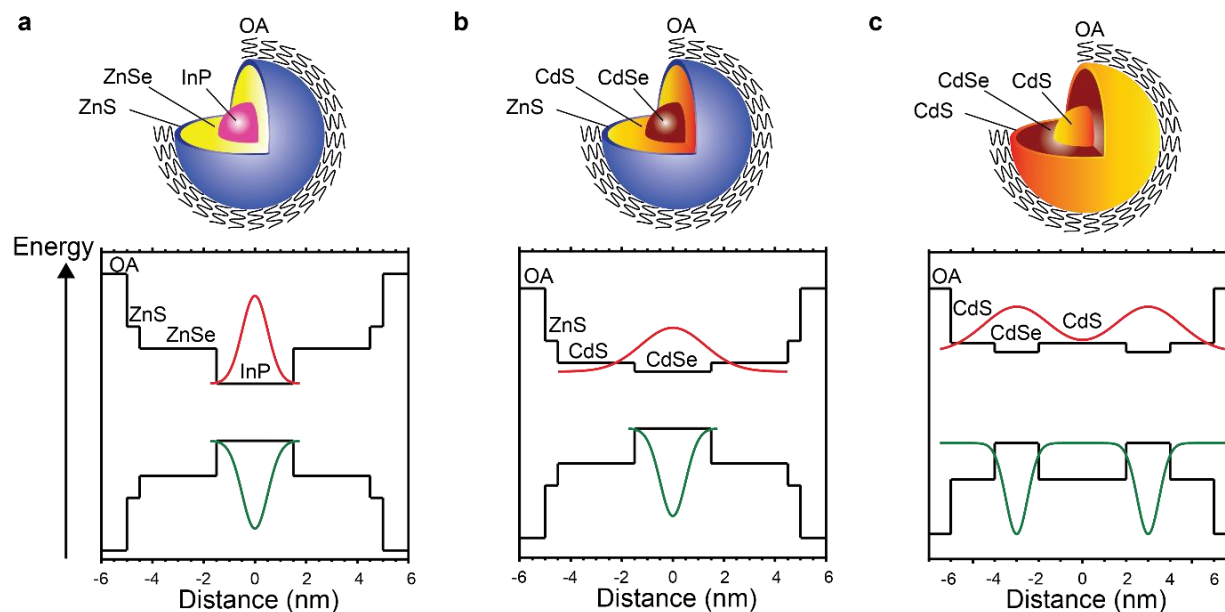 a
OA
ZnSe
InP
ZnS
b
OA
CdS
CdSe
ZnS
c
OA
CdSe
CdS
CdS
Energy
OA
ZnS
ZnSe
InP
-6 -4 -2 0 2 4 6
Distance (nm)
OA
ZnS
CdS
CdSe
-6 -4 -2 0 2 4 6
Distance (nm)
OA
CdS
CdSe
CdS
-6 -4 -2 0 2 4 6
Distance (nm)